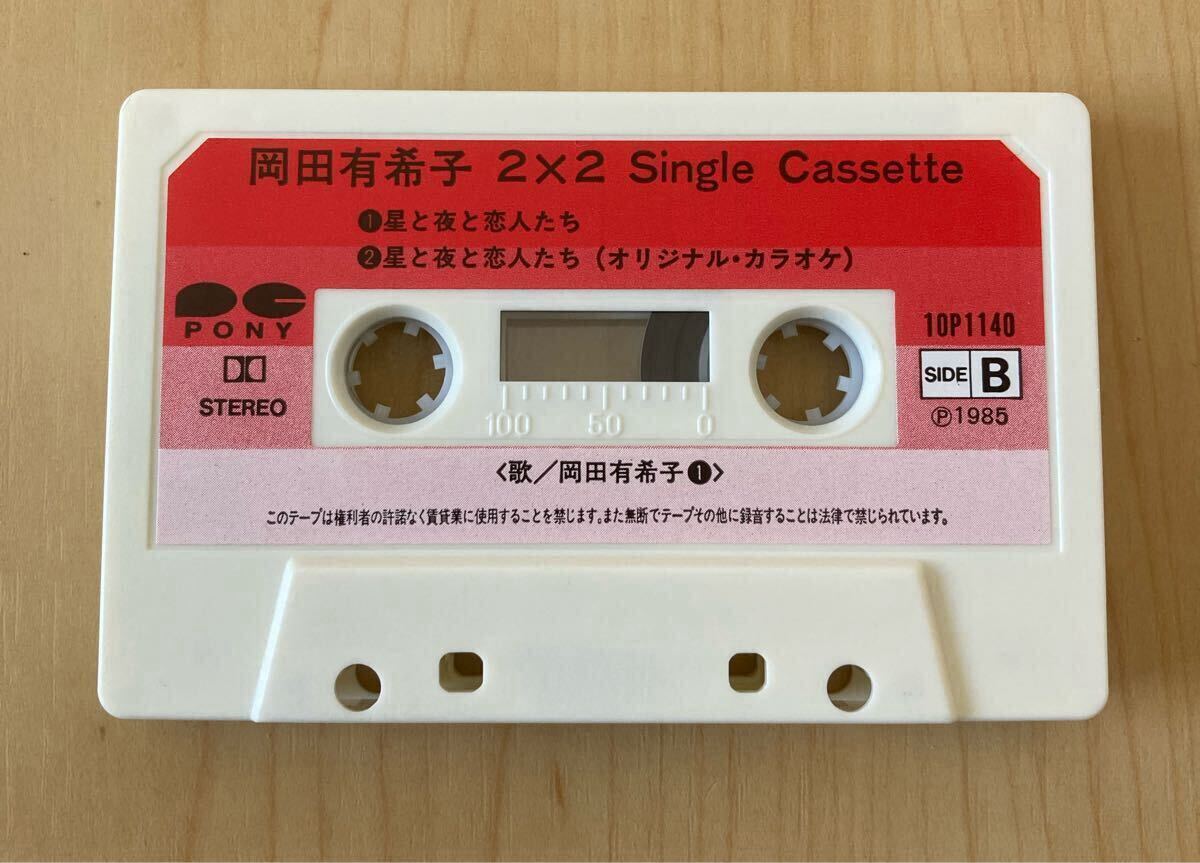 岡田有希子 2×2 Single Cassette
❶星と夜と恋人たち
❷星と夜と恋人たち (オリジナル・カラオケ)
PC
PONY
STEREO
10P1140
SIDE B
Ⓟ1985
100 50 0
〈歌／岡田有希子❶〉
このテープは権利者の許諾なく賃貸業に使用することを禁じます。また無断でテープその他に録音することは法律で禁じられています。